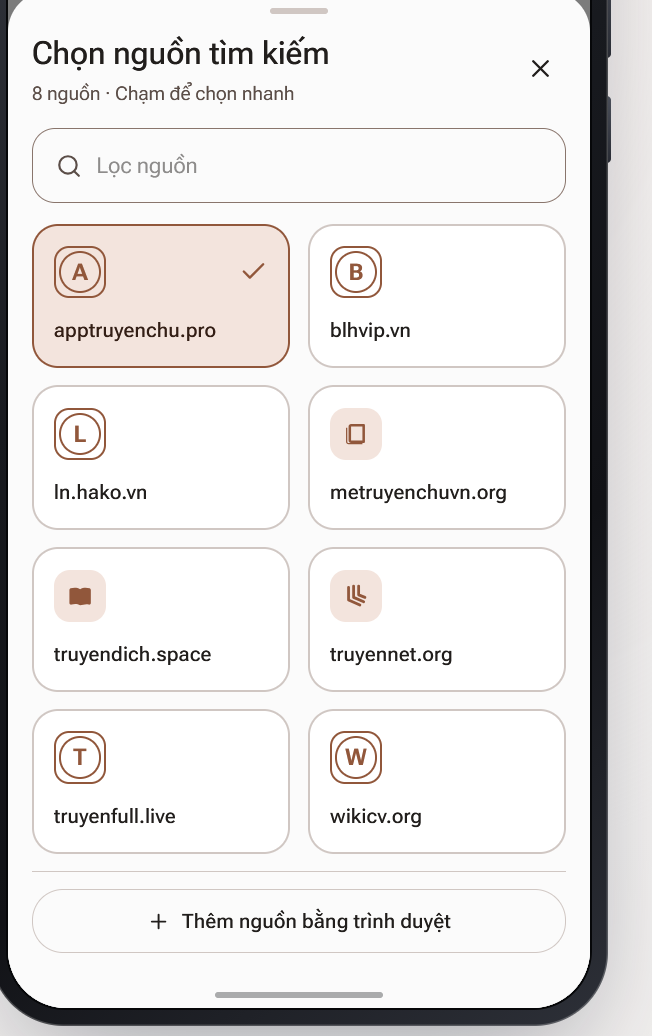 Chọn nguồn tìm kiếm
8 nguồn · Chạm để chọn nhanh
Lọc nguồn
A
apptruyenchu.pro
B
blhvip.vn
L
ln.hako.vn
metruyenchuvn.org
truyendich.space
truyennet.org
T
truyenfull.live
W
wikicv.org
+ Thêm nguồn bằng trình duyệt